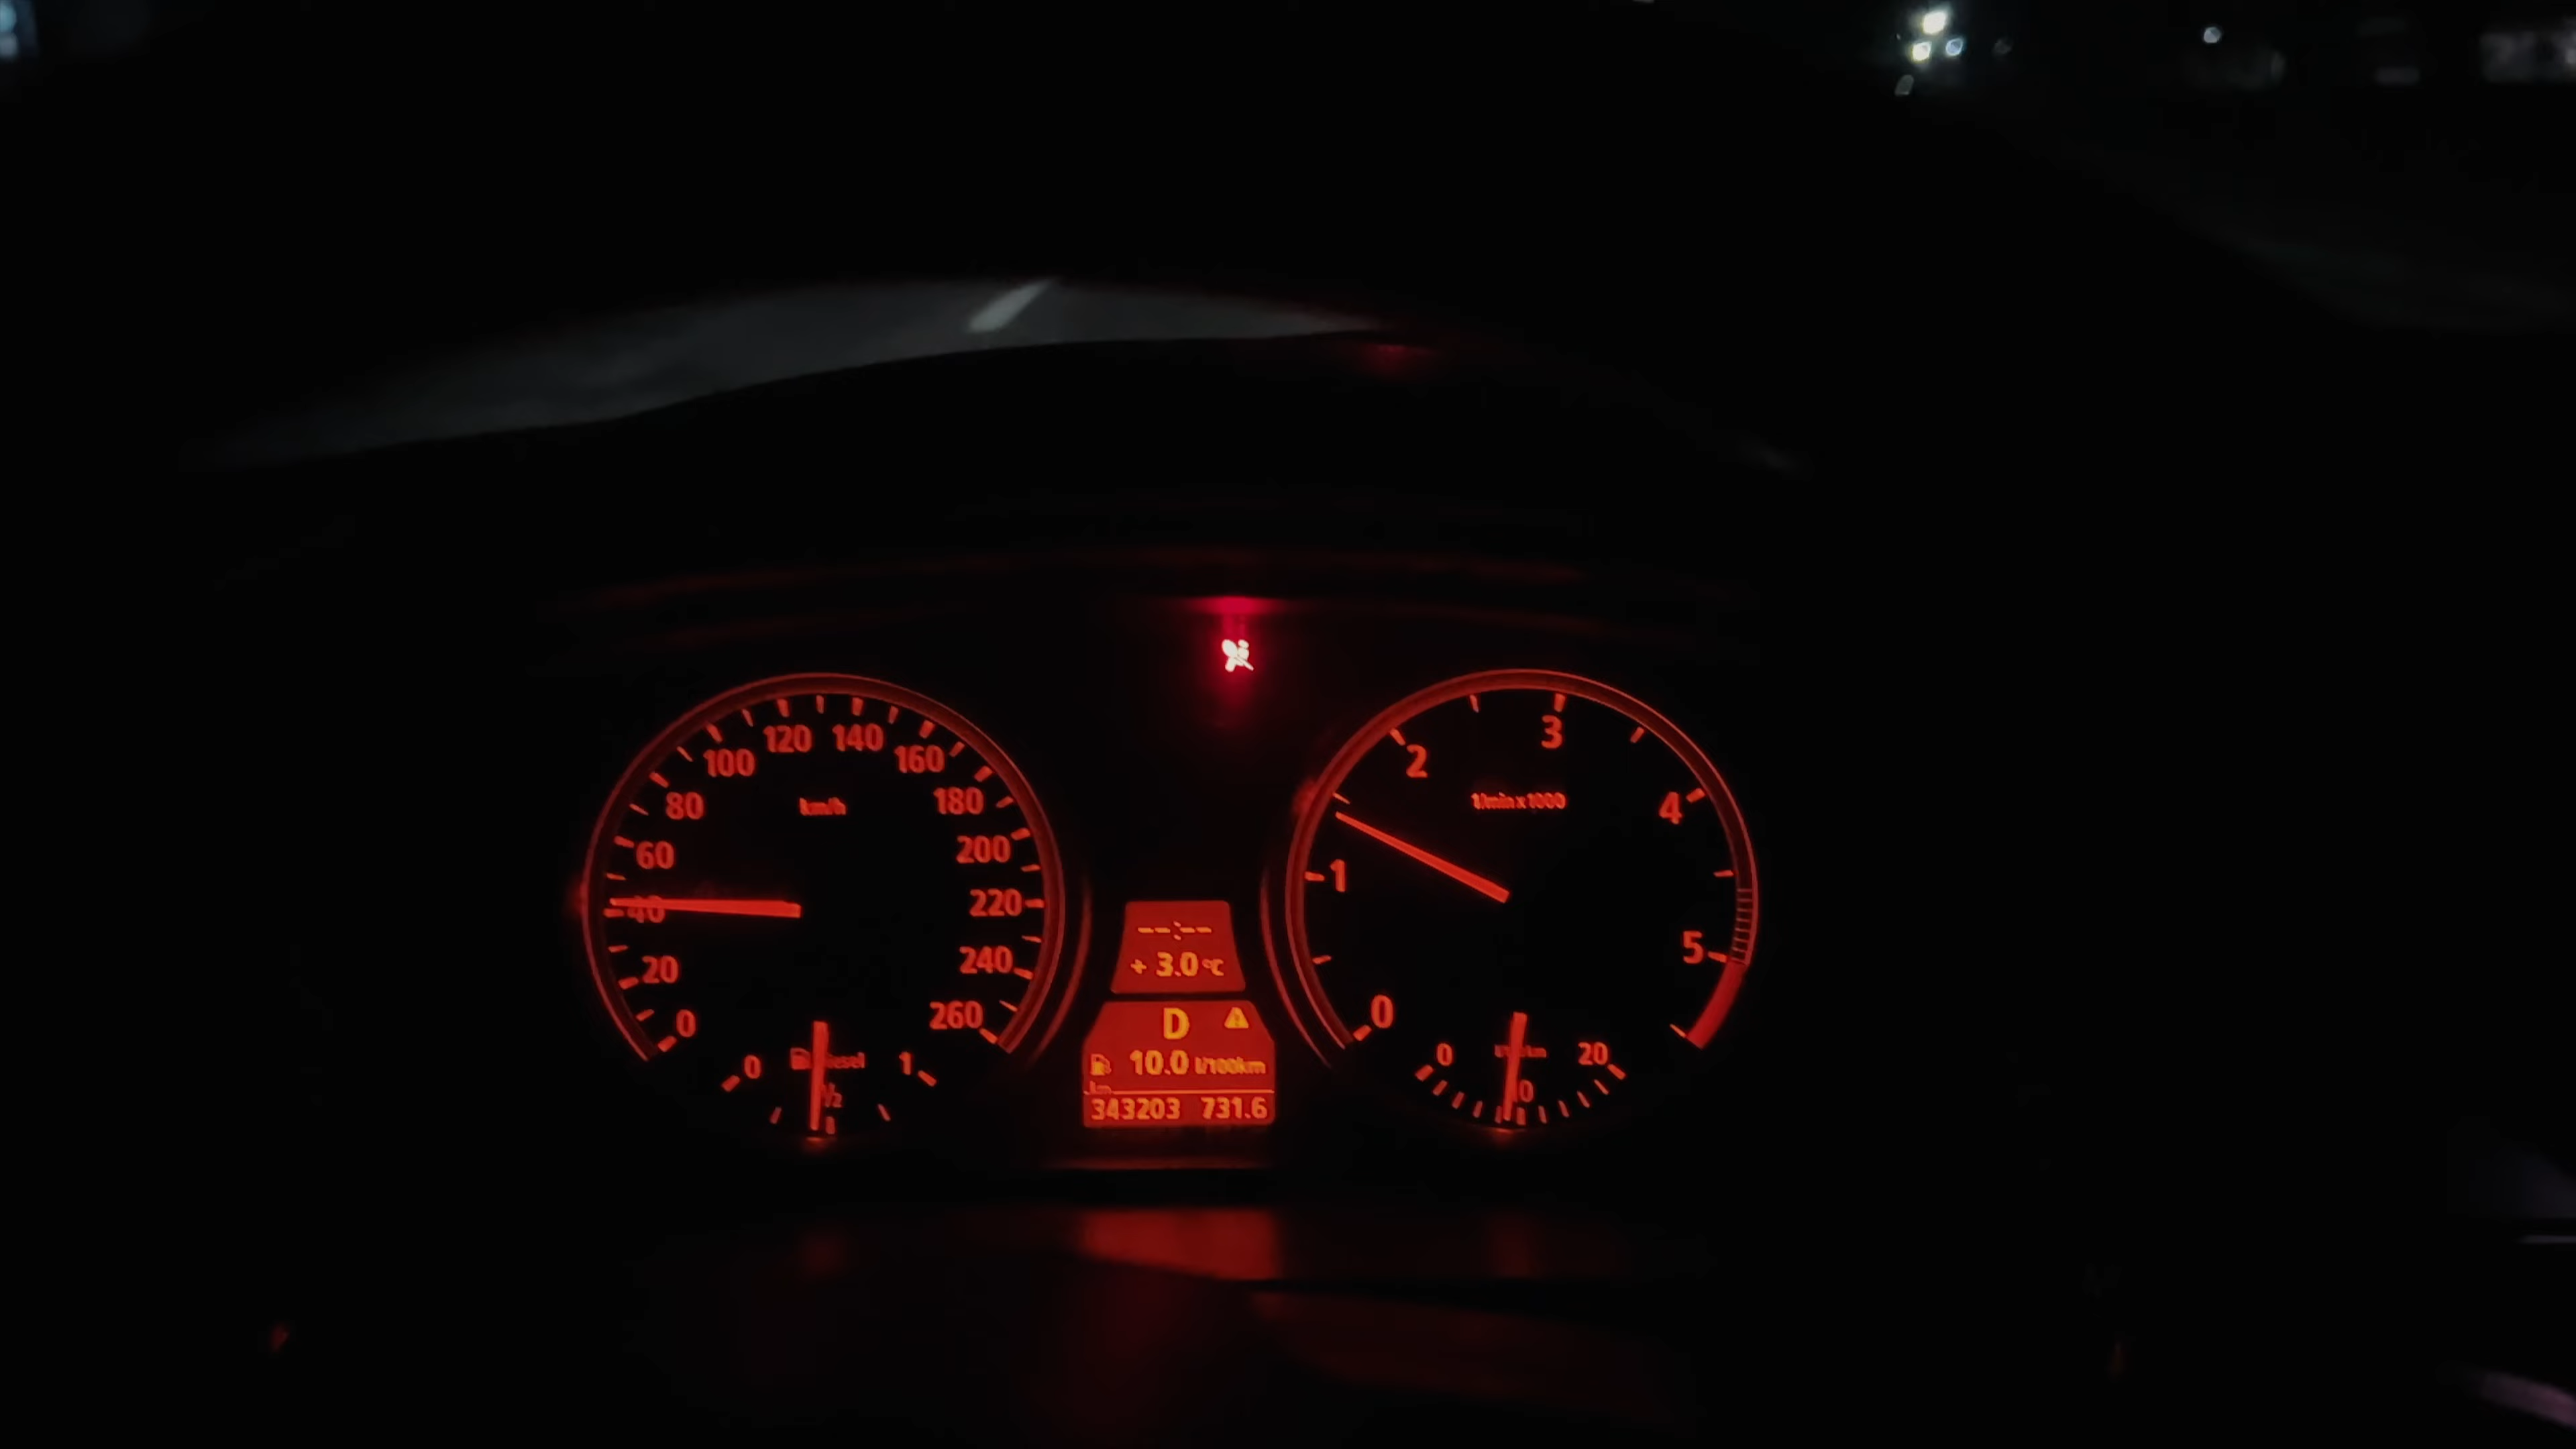 120 140
100 160
80 km/h 180
60 200
40 220
20 240
0 260
0 Diesel 1
1/2
--:--
+ 3.0 °C
D
10.0 l/100km
km
343203 731.6
3
2
1/min x 1000 4
1
5
0
0 20
10